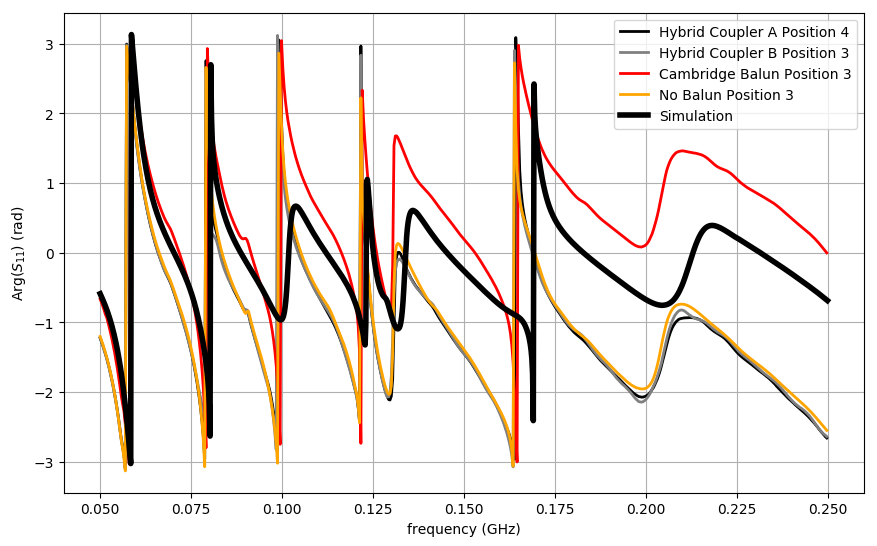 Hybrid Coupler A Position 4
Hybrid Coupler B Position 3
Cambridge Balun Position 3
No Balun Position 3
Simulation
Arg(S₁₁) (rad)
3
2
1
0
−1
−2
−3
0.050 0.075 0.100 0.125 0.150 0.175 0.200 0.225 0.250
frequency (GHz)